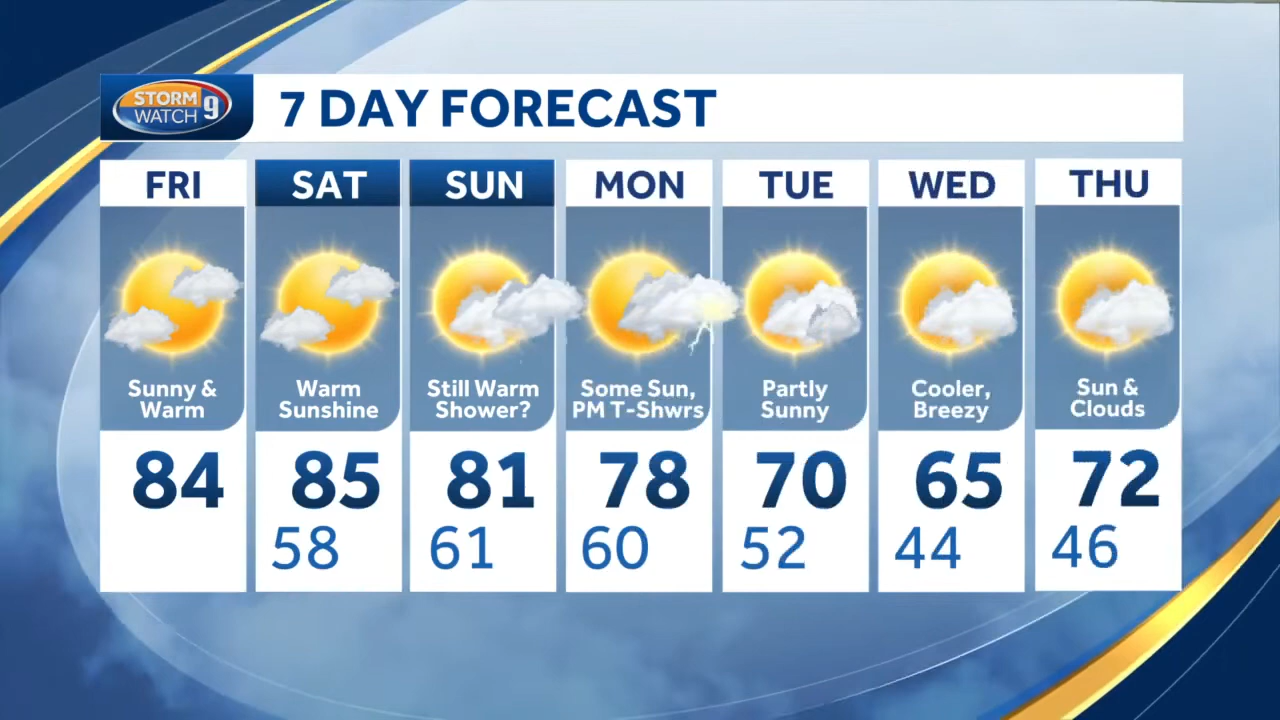 STORM
WATCH 9
7 DAY FORECAST
FRI
SAT
SUN
MON
TUE
WED
THU
Sunny &
Warm
Warm
Sunshine
Still Warm
Shower?
Some Sun,
PM T-Shwrs
Partly
Sunny
Cooler,
Breezy
Sun &
Clouds
84
85
81
78
70
65
72
58
61
60
52
44
46